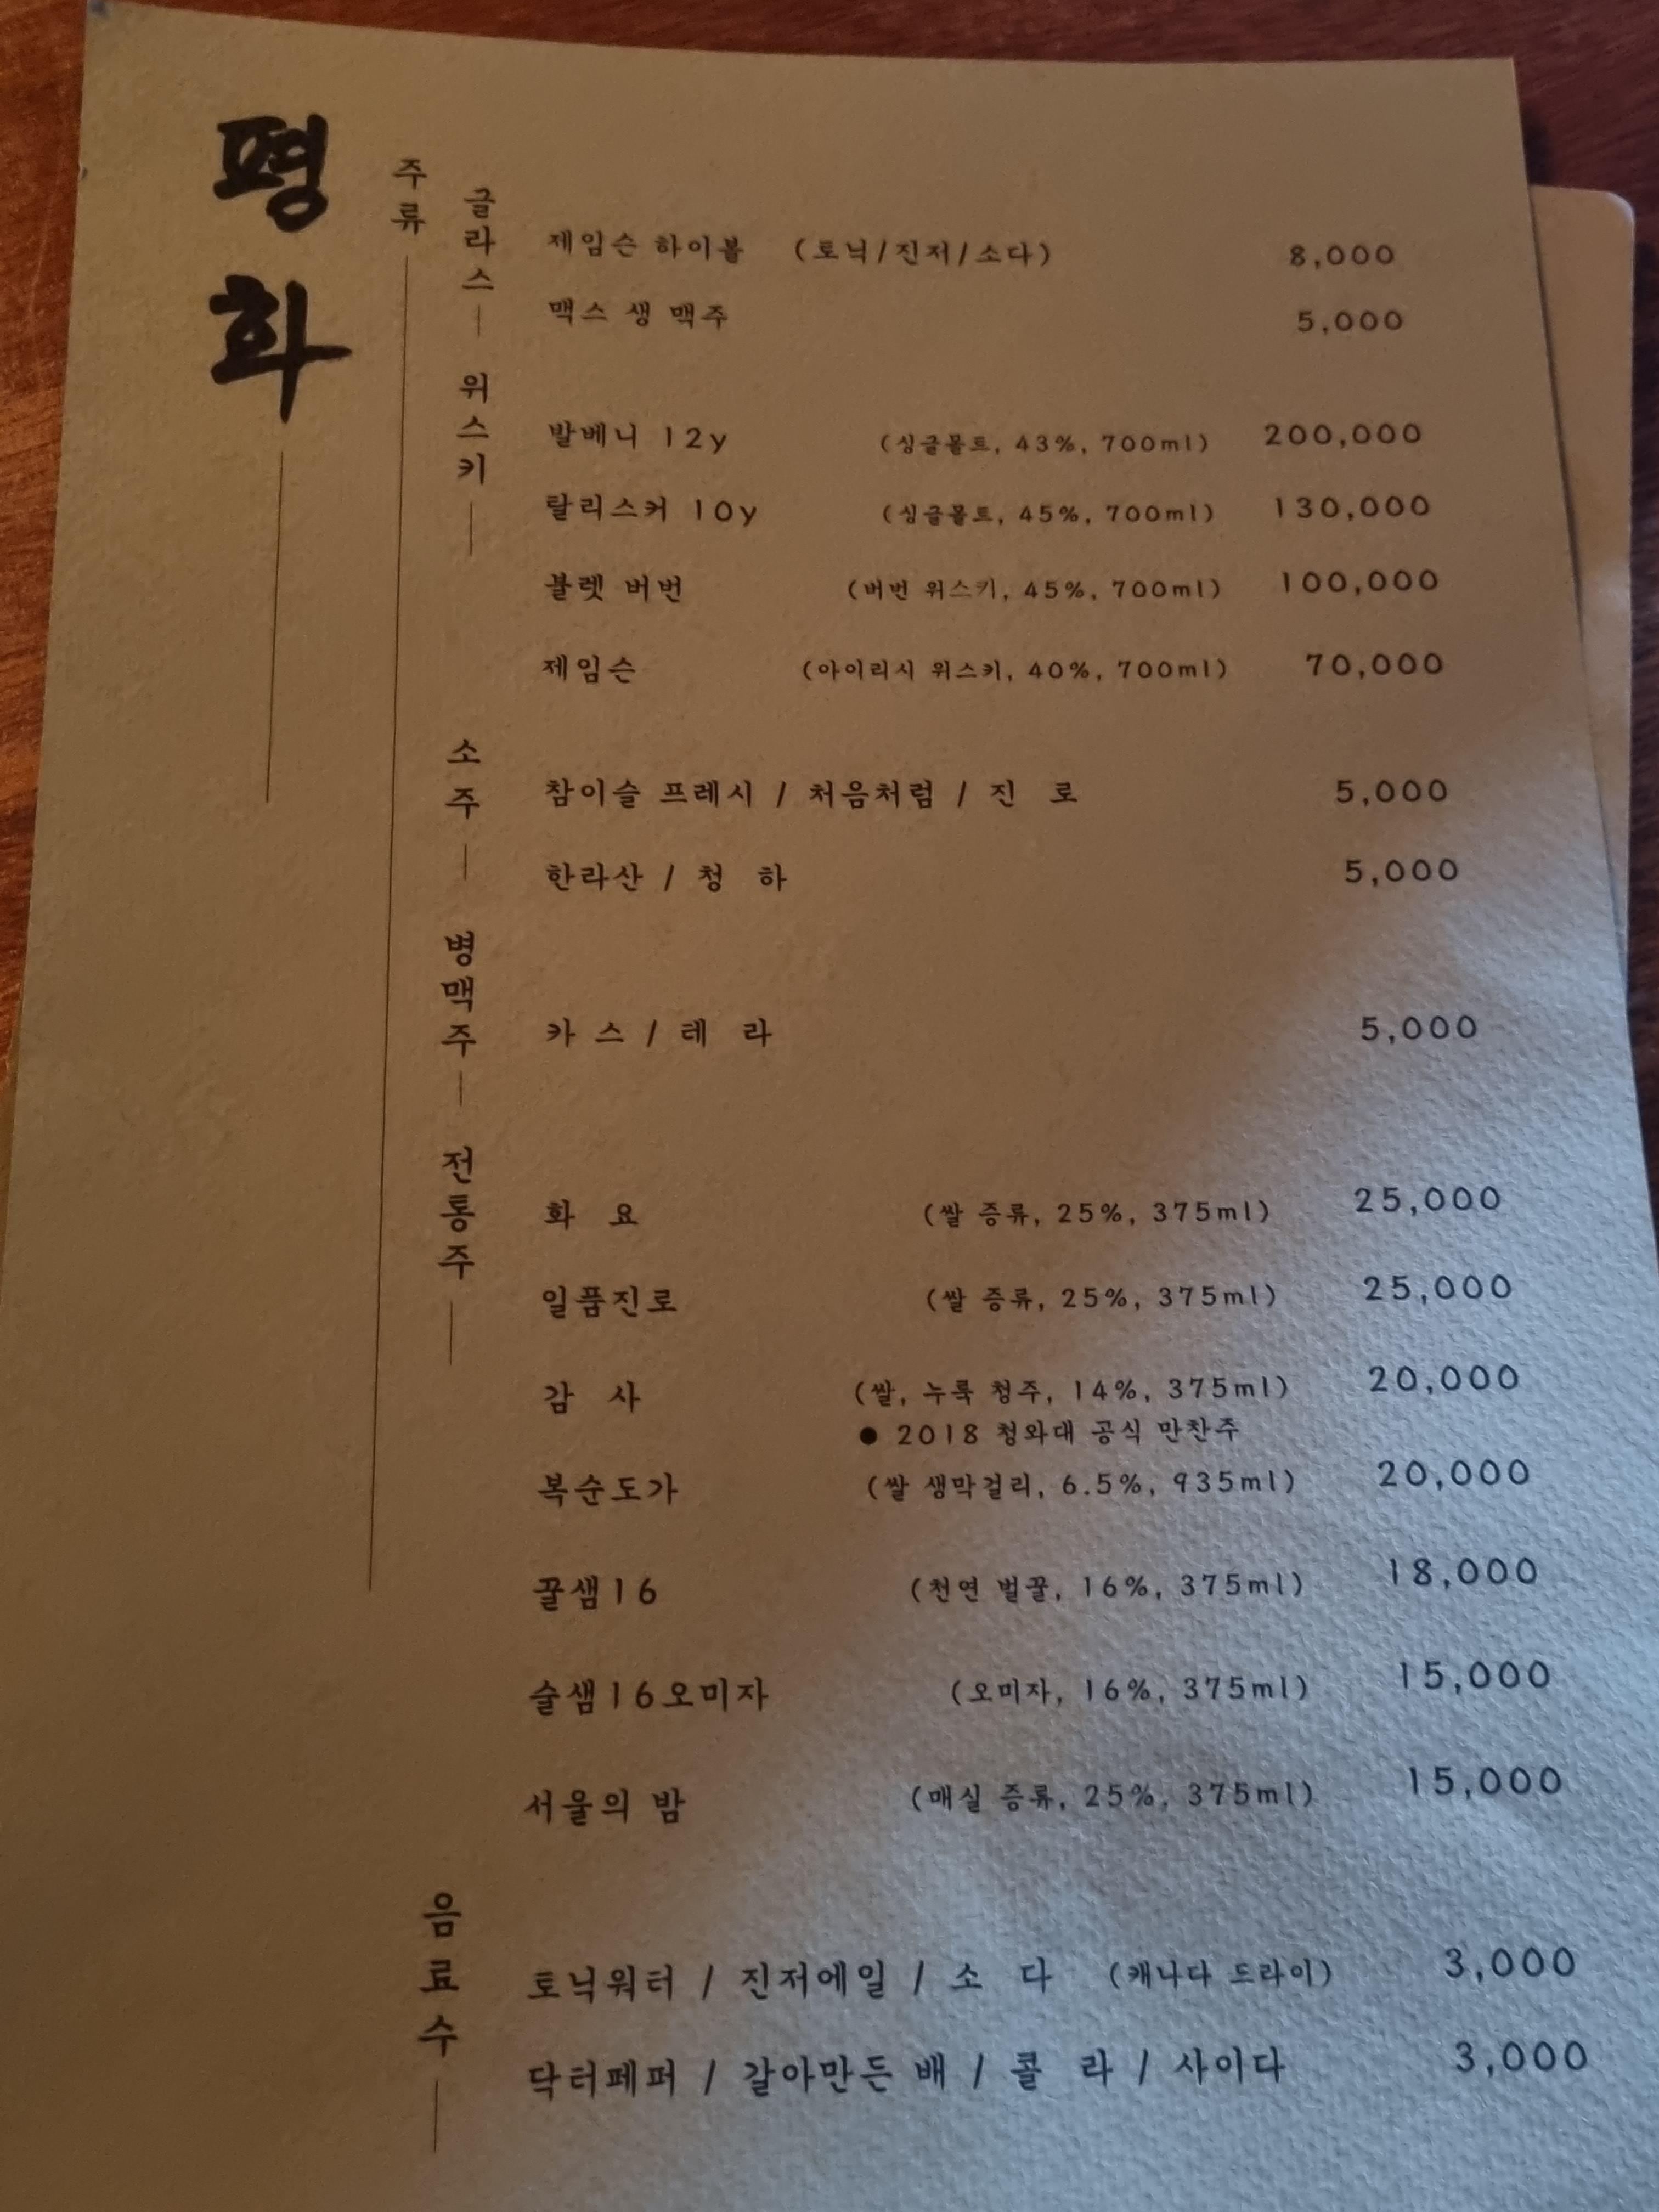 평화
주류
글라스
제임슨 하이볼 (토닉/진저/소다) 8,000
맥스 생 맥주 5,000
위스키
발베니 12y (싱글몰트, 43%, 700ml) 200,000
탈리스커 10y (싱글몰트, 45%, 700ml) 130,000
불렛 버번 (버번 위스키, 45%, 700ml) 100,000
제임슨 (아이리시 위스키, 40%, 700ml) 70,000
소주
참이슬 프레시 / 처음처럼 / 진 로 5,000
한라산 / 청 하 5,000
병맥주
카 스 / 테 라 5,000
전통주
화 요 (쌀 증류, 25%, 375ml) 25,000
일품진로 (쌀 증류, 25%, 375ml) 25,000
감 사 (쌀, 누룩 청주, 14%, 375ml) 20,000
● 2018 청와대 공식 만찬주
복순도가 (쌀 생막걸리, 6.5%, 935ml) 20,000
꿀샘16 (천연 벌꿀, 16%, 375ml) 18,000
술샘16오미자 (오미자, 16%, 375ml) 15,000
서울의 밤 (매실 증류, 25%, 375ml) 15,000
음료수
토닉워터 / 진저에일 / 소 다 (캐나다 드라이) 3,000
닥터페퍼 / 갈아만든 배 / 콜 라 / 사이다 3,000